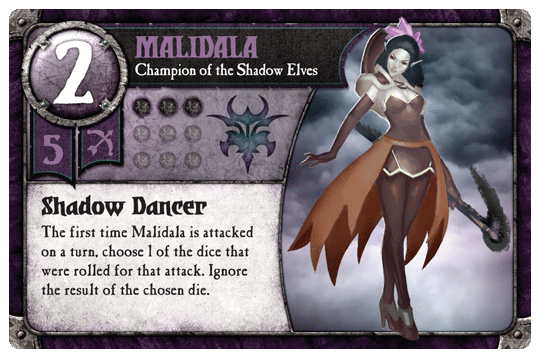 2
MALIDALA
Champion of the Shadow Elves
5
Shadow Dancer
The first time Malidala is attacked
on a turn, choose 1 of the dice that
were rolled for that attack. Ignore
the result of the chosen die.